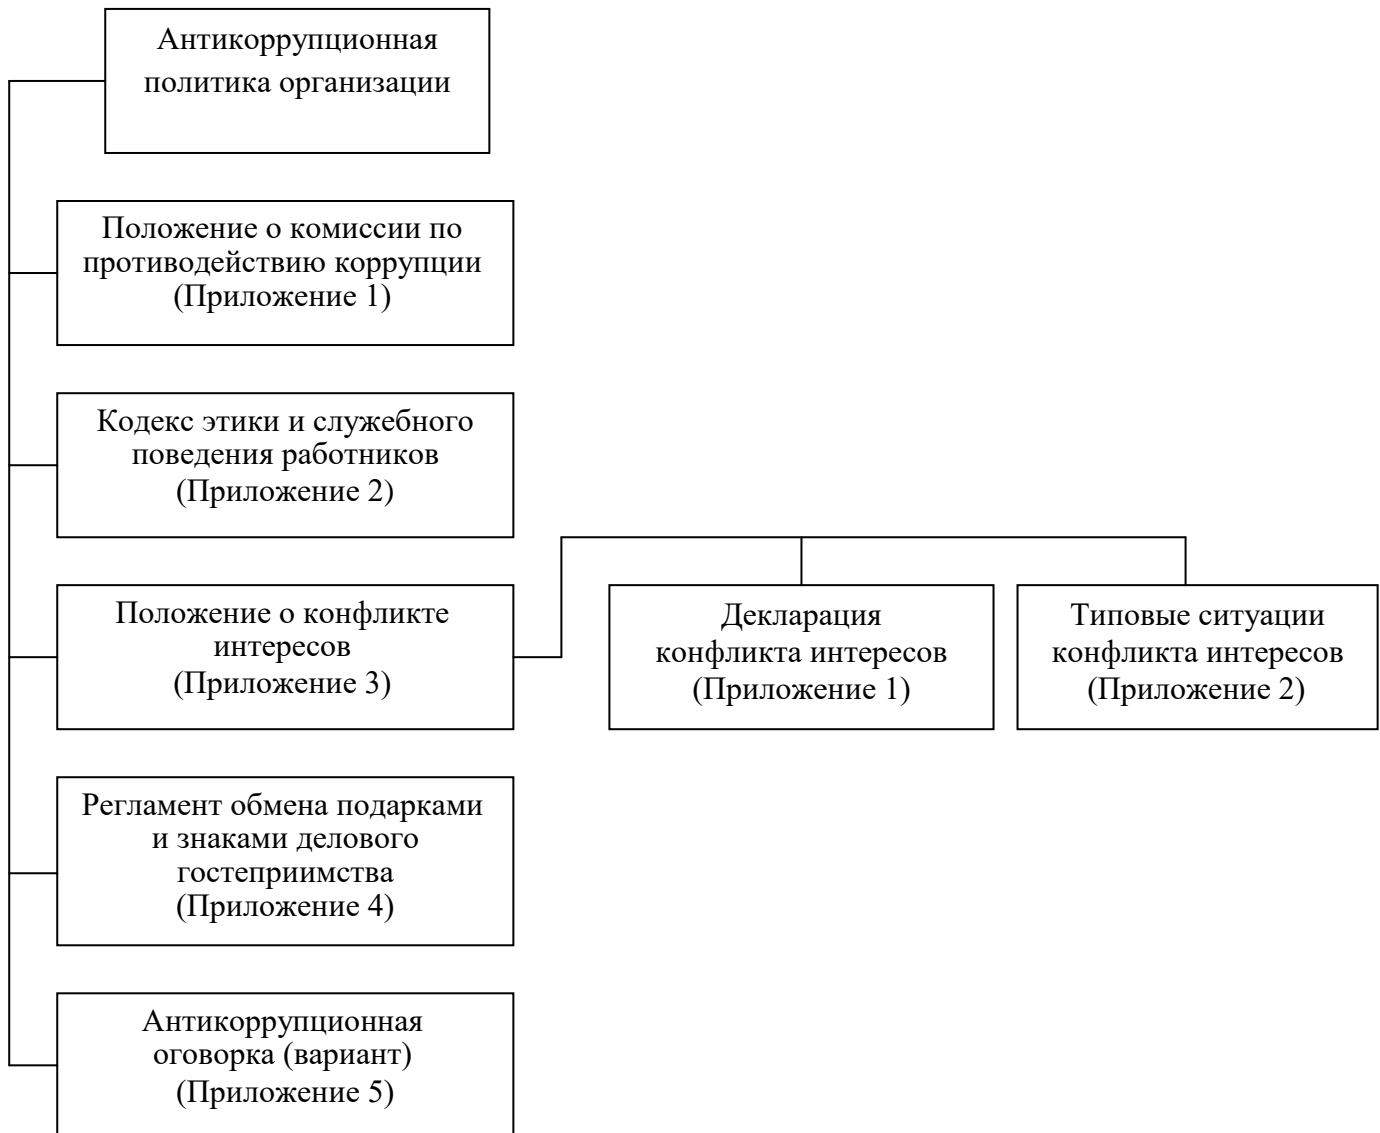 Антикоррупционная
политика организации
Положение о комиссии по
противодействию коррупции
(Приложение 1)
Кодекс этики и служебного
поведения работников
(Приложение 2)
Положение о конфликте
интересов
(Приложение 3)
Декларация
конфликта интересов
(Приложение 1)
Типовые ситуации
конфликта интересов
(Приложение 2)
Регламент обмена подарками
и знаками делового
гостеприимства
(Приложение 4)
Антикоррупционная
оговорка (вариант)
(Приложение 5)